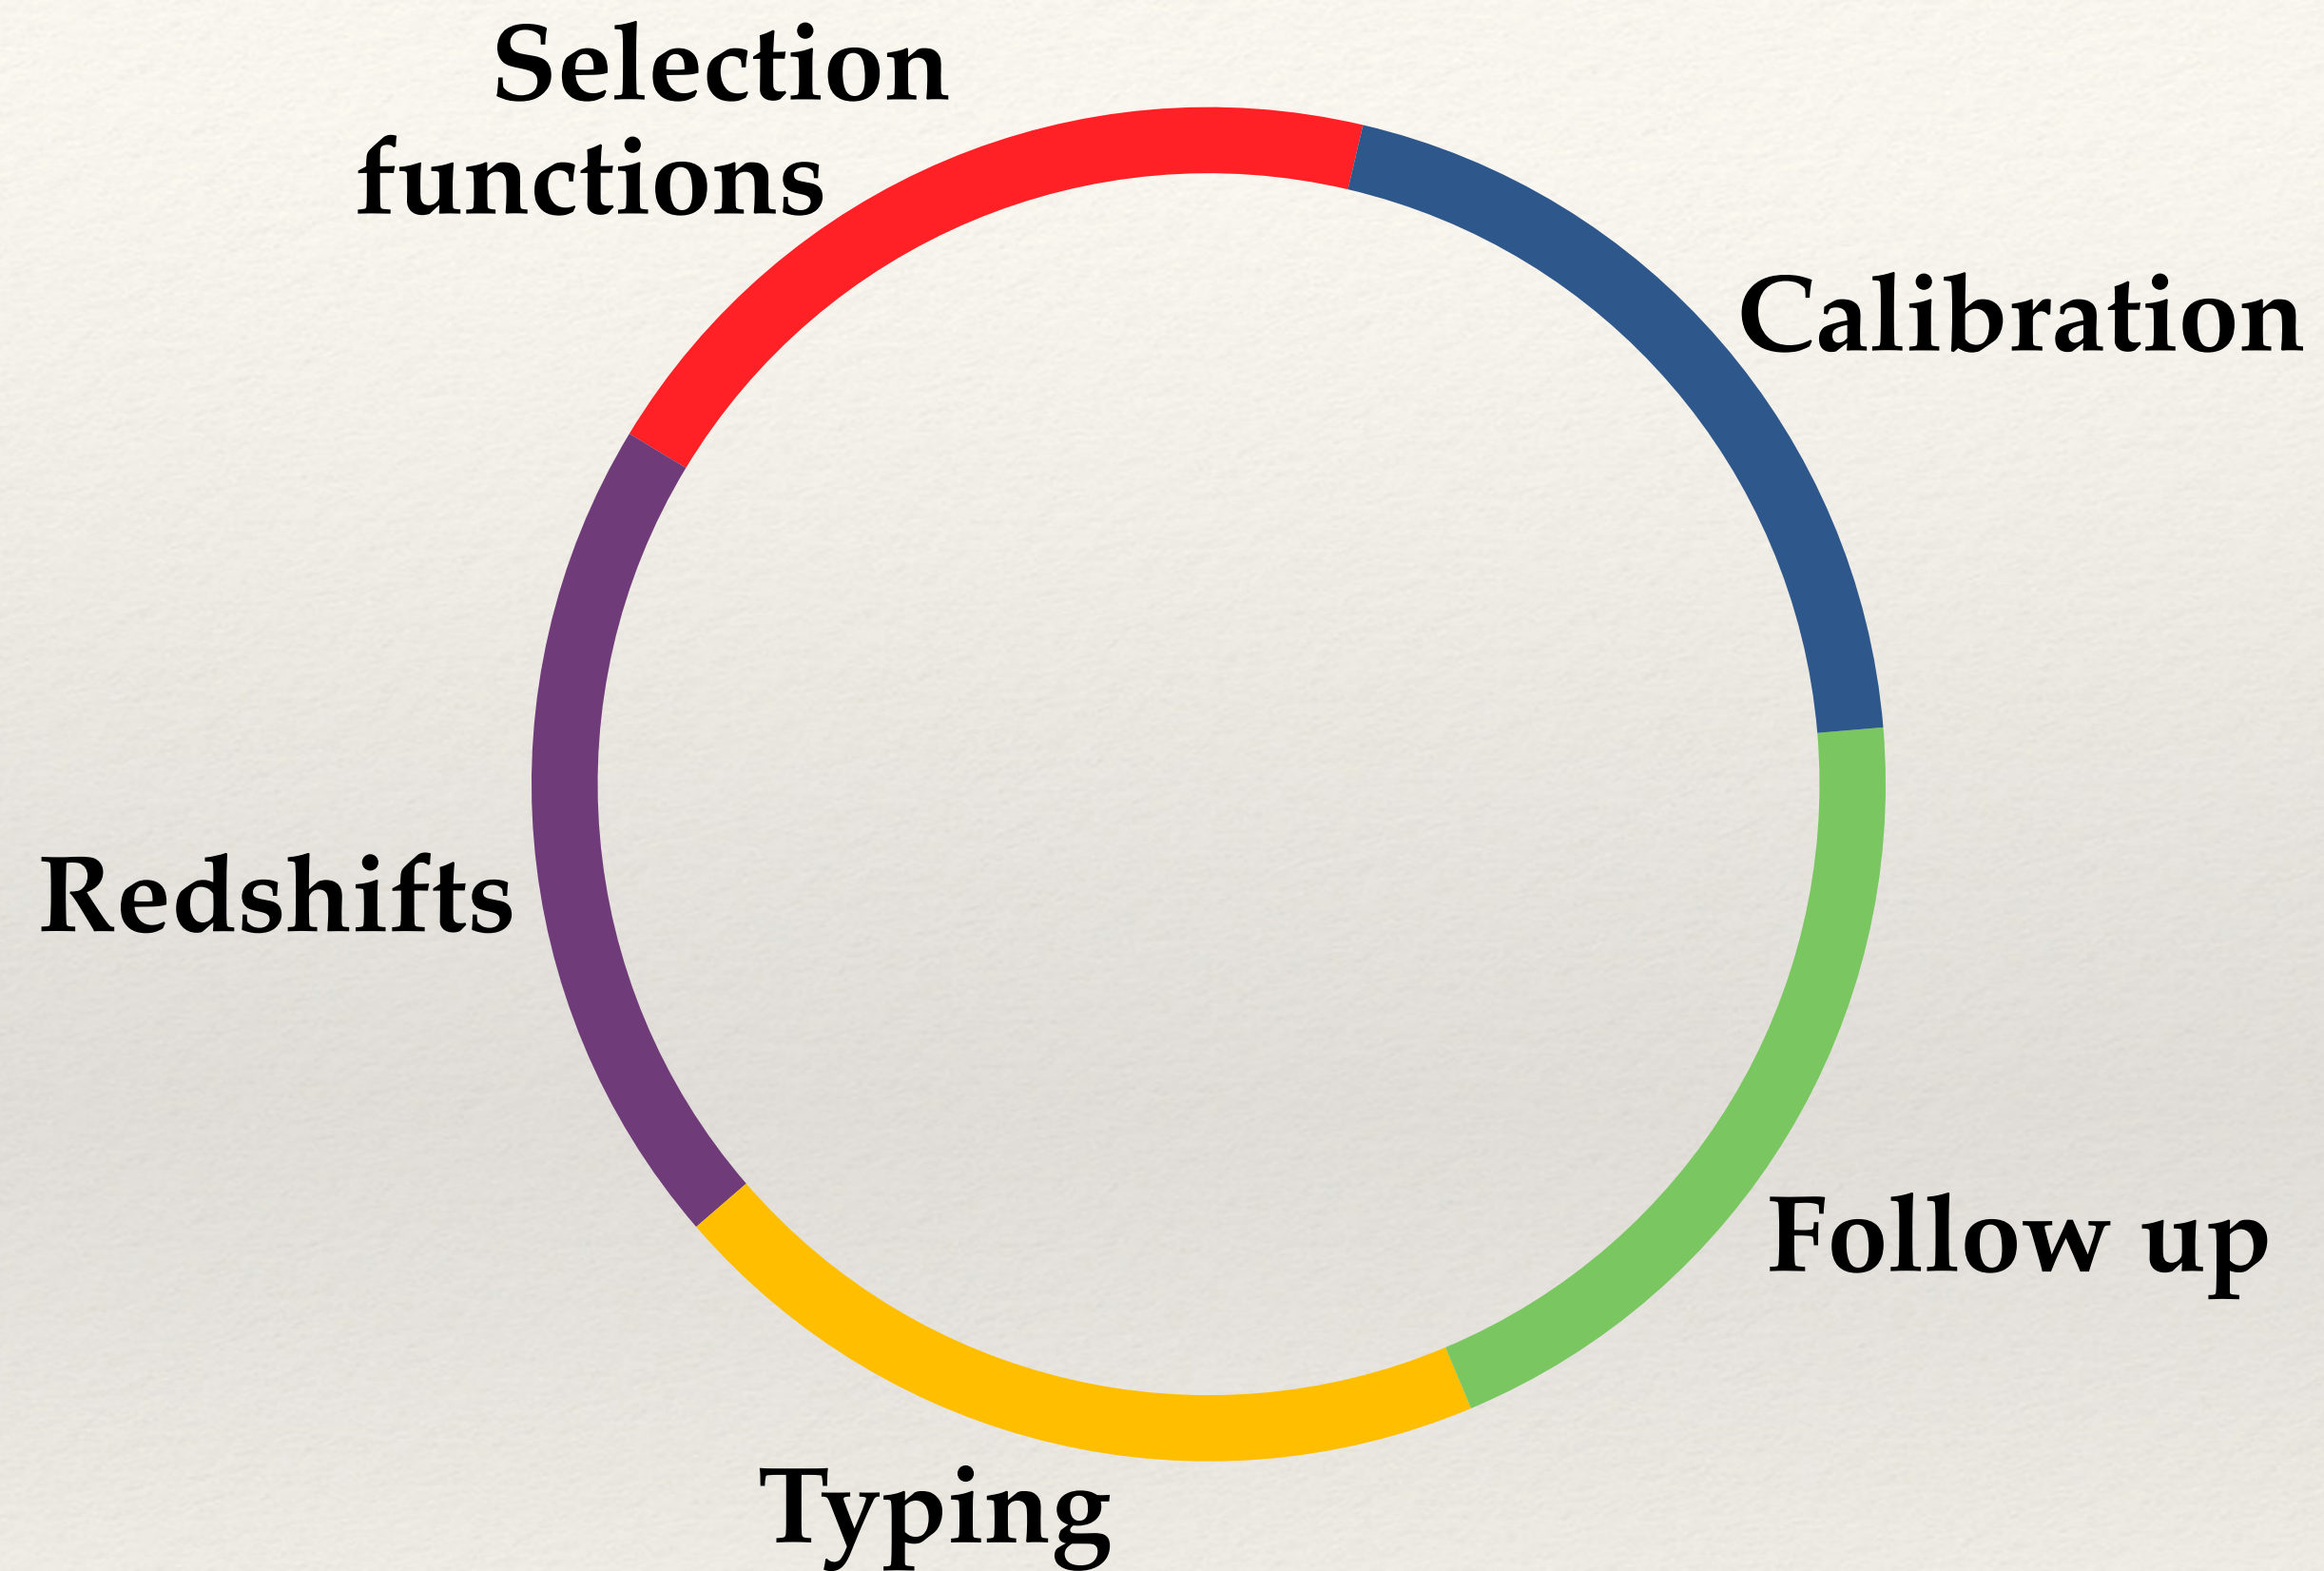 Selection
functions
Calibration
Redshifts
Follow up
Typing